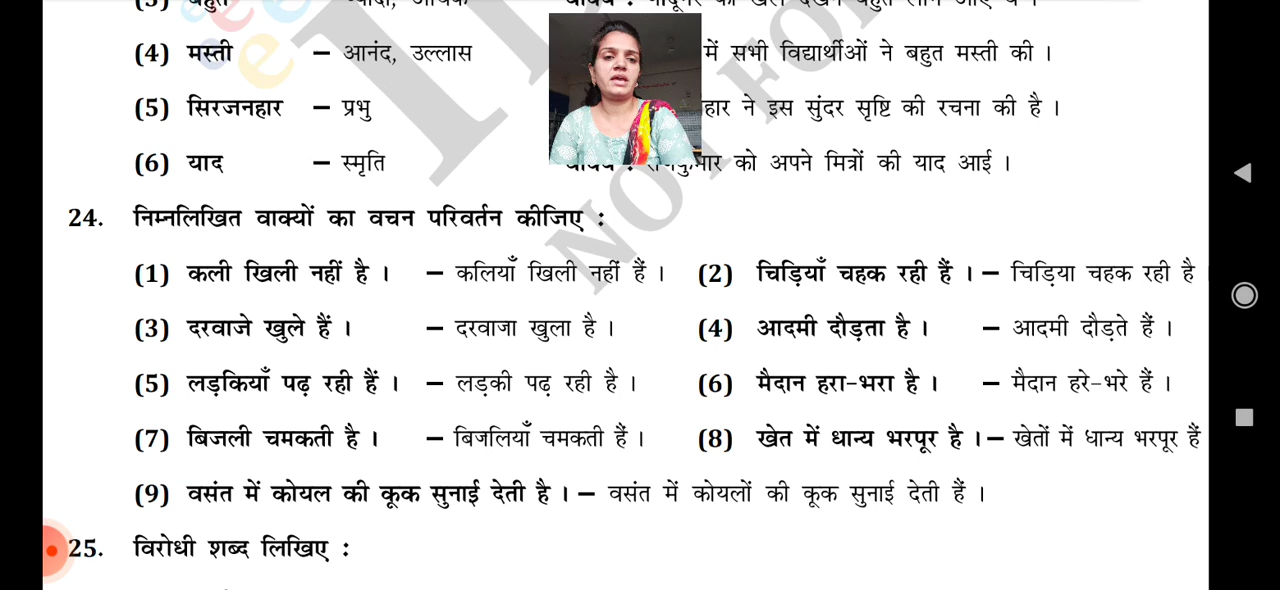 (4) मस्ती – आनंद, उल्लास में सभी विद्यार्थीओं ने बहुत मस्ती की ।
(5) सिरजनहार – प्रभु हार ने इस सुंदर सृष्टि की रचना की है ।
(6) याद – स्मृति को अपने मित्रों की याद आई ।
24. निम्नलिखित वाक्यों का वचन परिवर्तन कीजिए :
(1) कली खिली नहीं है । – कलियाँ खिली नहीं हैं । (2) चिड़ियाँ चहक रही हैं । – चिड़िया चहक रही है
(3) दरवाजे खुले हैं । – दरवाजा खुला है । (4) आदमी दौड़ता है । – आदमी दौड़ते हैं ।
(5) लड़कियाँ पढ़ रही हैं । – लड़की पढ़ रही है । (6) मैदान हरा-भरा है । – मैदान हरे-भरे हैं ।
(7) बिजली चमकती है । – बिजलियाँ चमकती हैं । (8) खेत में धान्य भरपूर है । – खेतों में धान्य भरपूर हैं
(9) वसंत में कोयल की कूक सुनाई देती है । – वसंत में कोयलों की कूक सुनाई देती हैं ।
25. विरोधी शब्द लिखिए :